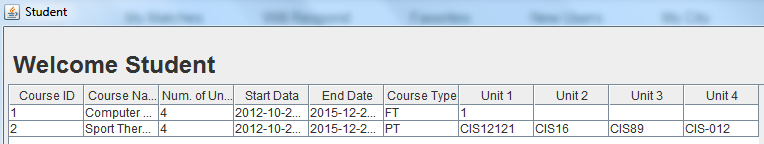 Student
Welcome Student
Course ID Course Na... Num. of Un... Start Data End Date Course Type Unit 1 Unit 2 Unit 3 Unit 4
1 Computer ... 4 2012-10-2... 2015-12-2... FT 1
2 Sport Ther... 4 2012-10-2... 2015-12-2... PT CIS12121 CIS16 CIS89 CIS-012